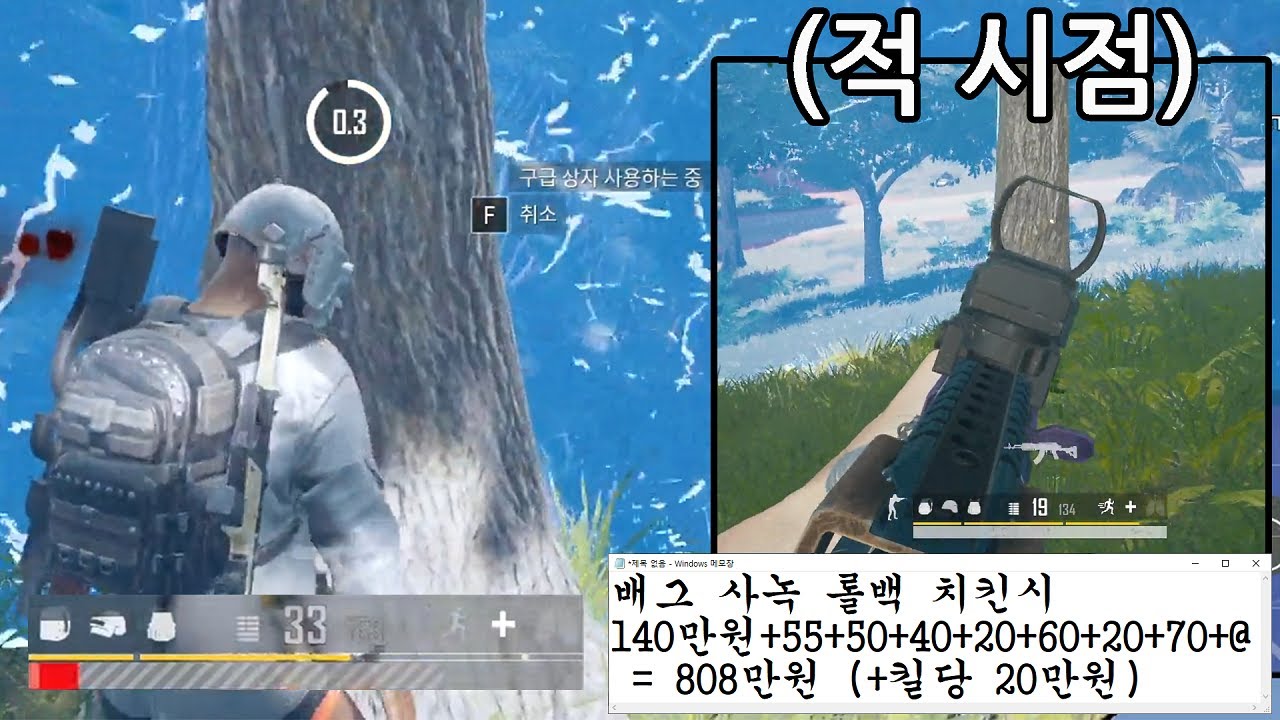 (적 시점)
0.3
구급 상자 사용하는 중
F 취소
19 134
33
*제목 없음 - Windows 메모장
배그 사녹 롤백 치킨시
140만원+55+50+40+20+60+20+70+@
= 808만원 (+킬당 20만원)